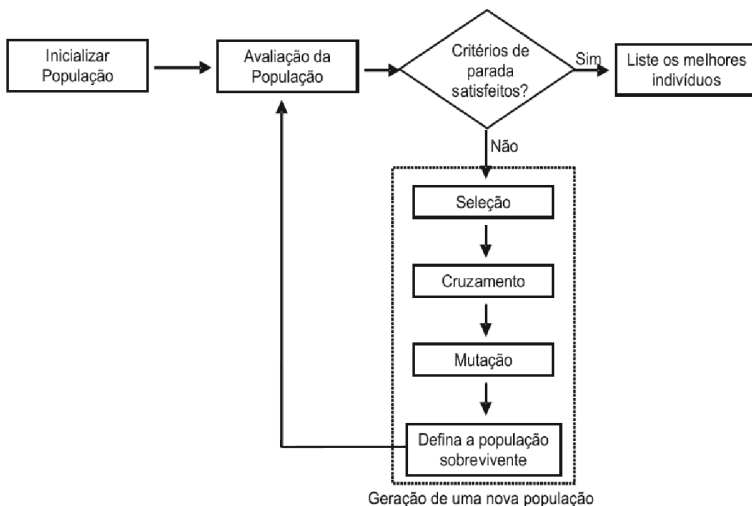 Inicializar
População
Avaliação da
População
Critérios de
parada
satisfeitos?
Sim
Liste os melhores
indivíduos
Não
Seleção
Cruzamento
Mutação
Defina a população
sobrevivente
Geração de uma nova população